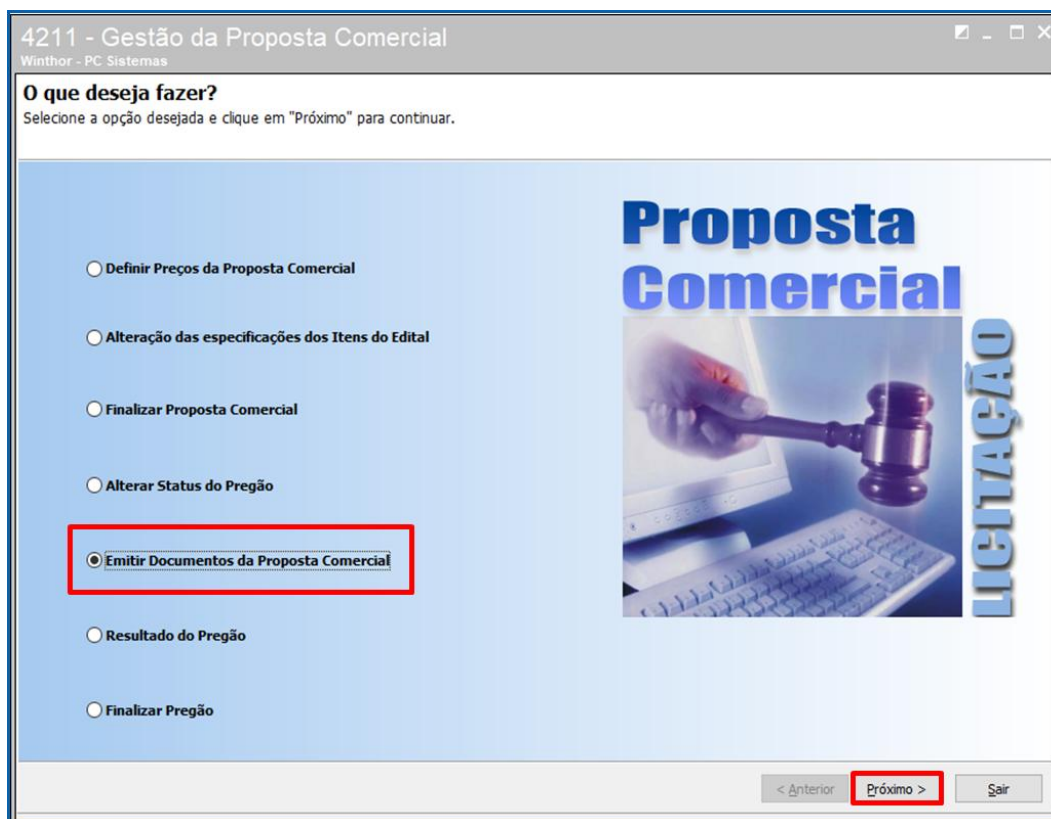 4211 - Gestão da Proposta Comercial
Winthor - PC Sistemas
O que deseja fazer?
Selecione a opção desejada e clique em "Próximo" para continuar.
Proposta
Comercial
LICITAÇÃO
Definir Preços da Proposta Comercial
Alteração das especificações dos Itens do Edital
Finalizar Proposta Comercial
Alterar Status do Pregão
Emitir Documentos da Proposta Comercial
Resultado do Pregão
Finalizar Pregão
< Anterior
Próximo >
Sair